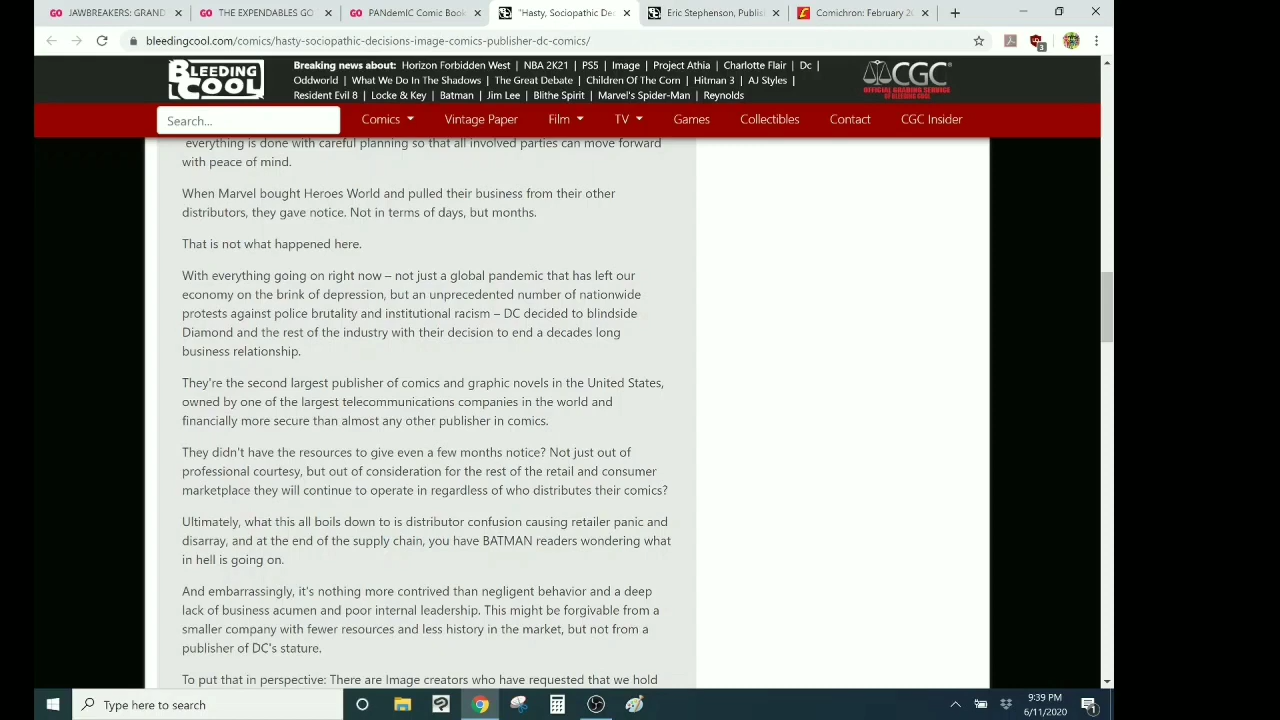 JAWBREAKERS: GRAND
THE EXPENDABLES GO
PANdemIC Comic Book
"Hasty, Sociopathic De
Eric Stephenson, Publis
Comichron: February 20
bleedingcool.com/comics/hasty-sociopathic-decisions-image-comics-publisher-dc-comics/
3
BLEEDING COOL
Breaking news about: Horizon Forbidden West | NBA 2K21 | PS5 | Image | Project Athia | Charlotte Flair | Dc |
Oddworld | What We Do In The Shadows | The Great Debate | Children Of The Corn | Hitman 3 | AJ Styles |
Resident Evil 8 | Locke & Key | Batman | Jim Lee | Blithe Spirit | Marvel's Spider-Man | Reynolds
CGC
OFFICIAL GRADING SERVICE
OF BLEEDING COOL
Search...
Comics
Vintage Paper
Film
TV
Games
Collectibles
Contact
CGC Insider
everything is done with careful planning so that all involved parties can move forward
with peace of mind.
When Marvel bought Heroes World and pulled their business from their other
distributors, they gave notice. Not in terms of days, but months.
That is not what happened here.
With everything going on right now – not just a global pandemic that has left our
economy on the brink of depression, but an unprecedented number of nationwide
protests against police brutality and institutional racism – DC decided to blindside
Diamond and the rest of the industry with their decision to end a decades long
business relationship.
They're the second largest publisher of comics and graphic novels in the United States,
owned by one of the largest telecommunications companies in the world and
financially more secure than almost any other publisher in comics.
They didn't have the resources to give even a few months notice? Not just out of
professional courtesy, but out of consideration for the rest of the retail and consumer
marketplace they will continue to operate in regardless of who distributes their comics?
Ultimately, what this all boils down to is distributor confusion causing retailer panic and
disarray, and at the end of the supply chain, you have BATMAN readers wondering what
in hell is going on.
And embarrassingly, it's nothing more contrived than negligent behavior and a deep
lack of business acumen and poor internal leadership. This might be forgivable from a
smaller company with fewer resources and less history in the market, but not from a
publisher of DC's stature.
To put that in perspective: There are Image creators who have requested that we hold
Type here to search
9:39 PM
6/11/2020
1